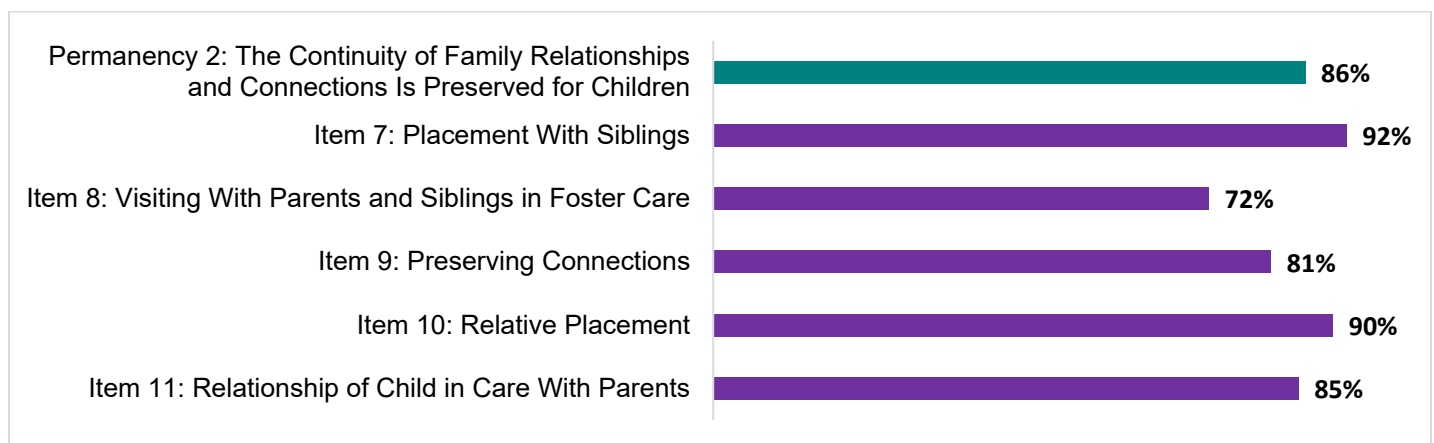 Permanency 2: The Continuity of Family Relationships
and Connections Is Preserved for Children
86%
Item 7: Placement With Siblings
92%
Item 8: Visiting With Parents and Siblings in Foster Care
72%
Item 9: Preserving Connections
81%
Item 10: Relative Placement
90%
Item 11: Relationship of Child in Care With Parents
85%